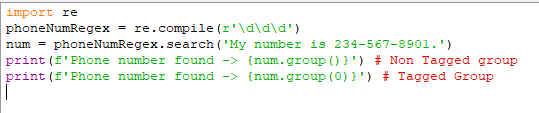 import re
phoneNumRegex = re.compile(r'\d\d\d')
num = phoneNumRegex.search('My number is 234-567-8901.')
print(f'Phone number found -> {num.group()}') # Non Tagged group
print(f'Phone number found -> {num.group(0)}') # Tagged Group